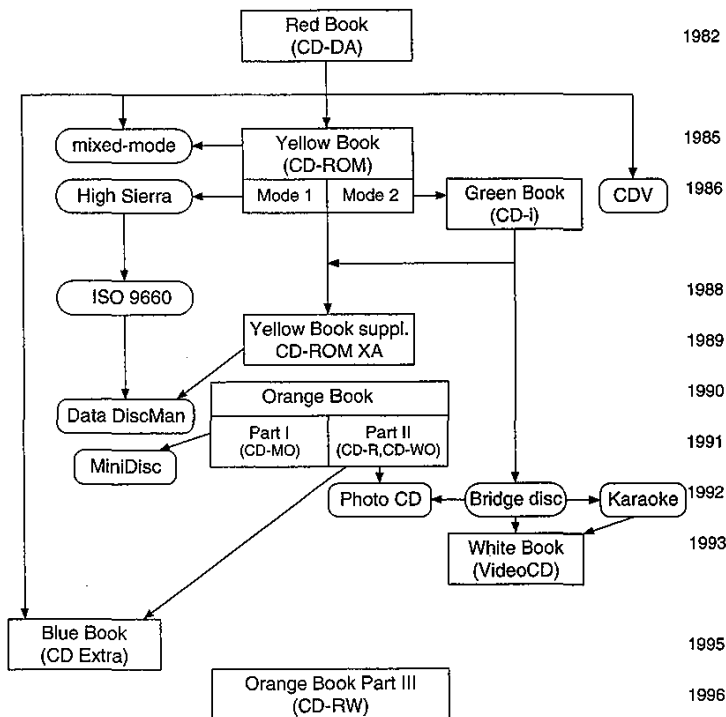 Red Book
(CD-DA)
1982
mixed-mode
Yellow Book
(CD-ROM)
1985
High Sierra
Mode 1
Mode 2
Green Book
(CD-i)
CDV
1986
ISO 9660
1988
Yellow Book suppl.
CD-ROM XA
1989
Orange Book
1990
Data DiscMan
Part I
(CD-MO)
Part II
(CD-R,CD-WO)
1991
MiniDisc
Photo CD
Bridge disc
Karaoke
1992
White Book
(VideoCD)
1993
Blue Book
(CD Extra)
1995
Orange Book Part III
(CD-RW)
1996